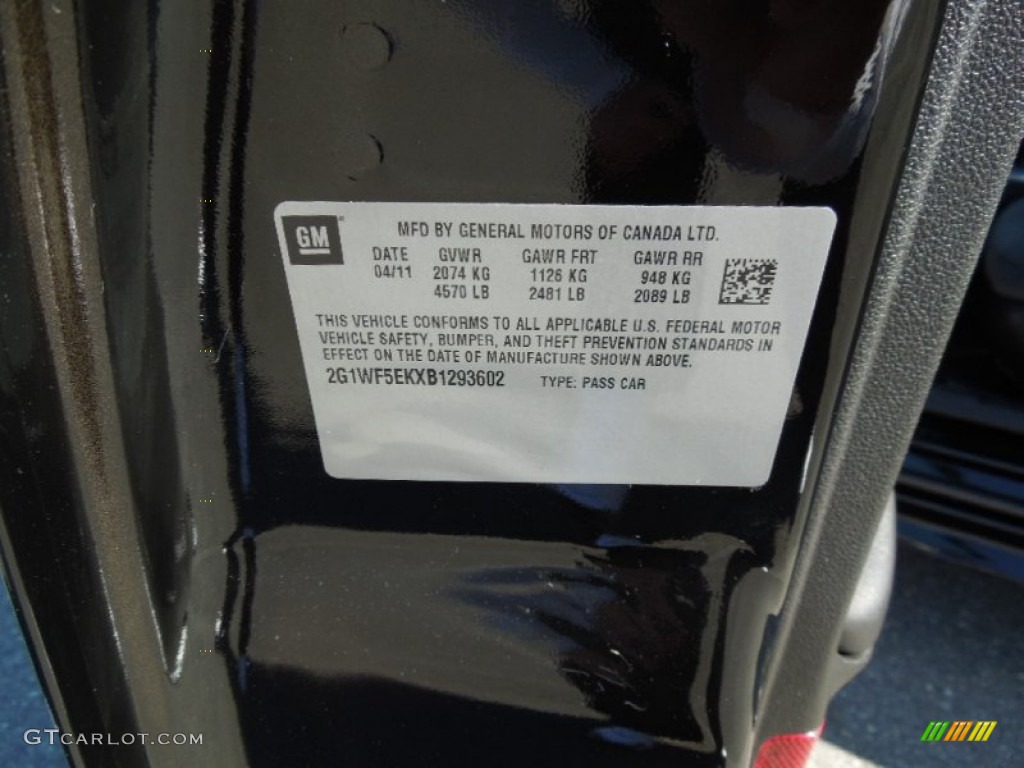 GM
MFD BY GENERAL MOTORS OF CANADA LTD.
DATE GVWR GAWR FRT GAWR RR
04/11 2074 KG 1126 KG 948 KG
4570 LB 2481 LB 2089 LB
THIS VEHICLE CONFORMS TO ALL APPLICABLE U.S. FEDERAL MOTOR
VEHICLE SAFETY, BUMPER, AND THEFT PREVENTION STANDARDS IN
EFFECT ON THE DATE OF MANUFACTURE SHOWN ABOVE.
2G1WF5EKXB1293602 TYPE: PASS CAR
GTCARLOT.COM